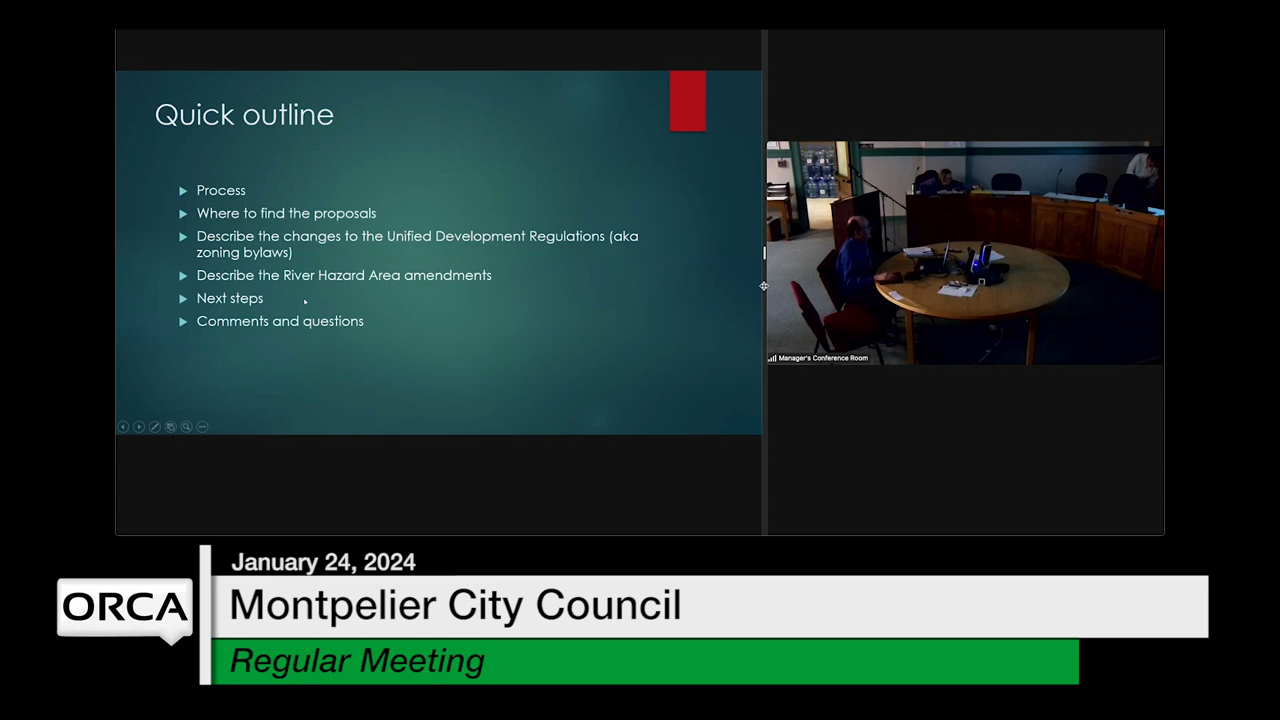 Quick outline
Process
Where to find the proposals
Describe the changes to the Unified Development Regulations (aka
zoning bylaws)
Describe the River Hazard Area amendments
Next steps
Comments and questions
Manager's Conference Room
January 24, 2024
ORCA
Montpelier City Council
Regular Meeting